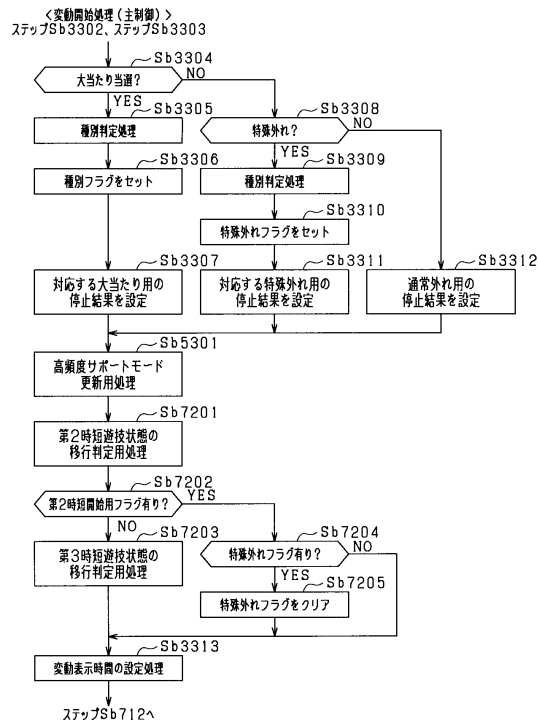 <変動開始処理(主制御)>
ステップSb3302、ステップSb3303
Sb3304
大当たり当選?
NO
YES
Sb3305
種別判定処理
Sb3306
種別フラグをセット
Sb3307
対応する大当たり用の
停止結果を設定
Sb3308
特殊外れ?
NO
YES
Sb3309
種別判定処理
Sb3310
特殊外れフラグをセット
Sb3311
対応する特殊外れ用の
停止結果を設定
Sb3312
通常外れ用の
停止結果を設定
Sb5301
高頻度サポートモード
更新用処理
Sb7201
第2時短遊技状態の
移行判定用処理
Sb7202
第2時短開始用フラグ有り?
YES
NO
Sb7203
第3時短遊技状態の
移行判定用処理
Sb7204
特殊外れフラグ有り?
NO
YES
Sb7205
特殊外れフラグをクリア
Sb3313
変動表示時間の設定処理
ステップSb712へ